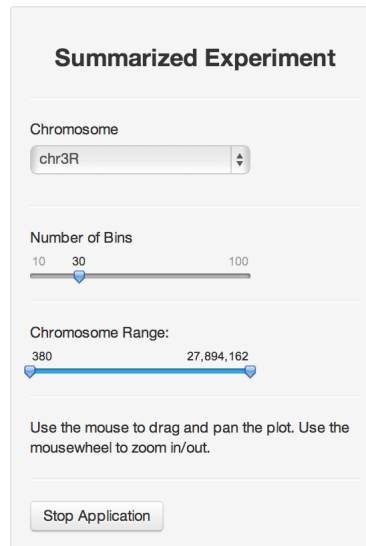 Summarized Experiment
Chromosome
chr3R
Number of Bins
10 30 100
Chromosome Range:
380 27,894,162
Use the mouse to drag and pan the plot. Use the
mousewheel to zoom in/out.
Stop Application